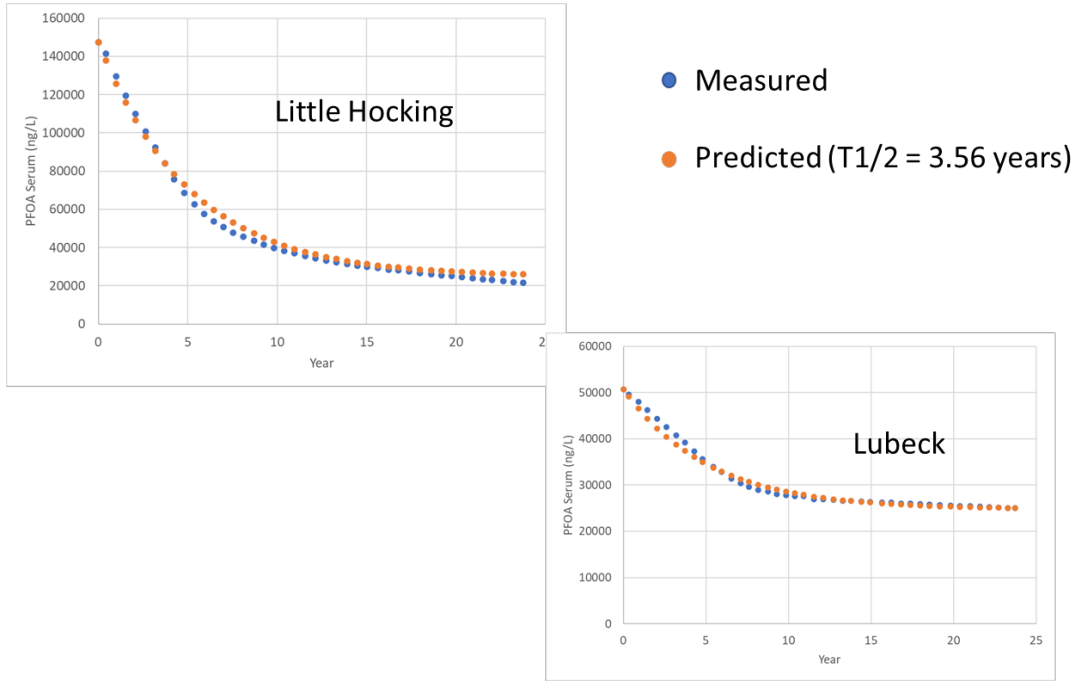 160000
140000
120000
100000
80000
60000
40000
20000
0
PFOA Serum (ng/L)
Little Hocking
0 5 10 15 20 2
Year
Measured
Predicted (T1/2 = 3.56 years)
60000
50000
40000
30000
20000
10000
0
PFOA Serum (ng/L)
Lubeck
0 5 10 15 20 25
Year